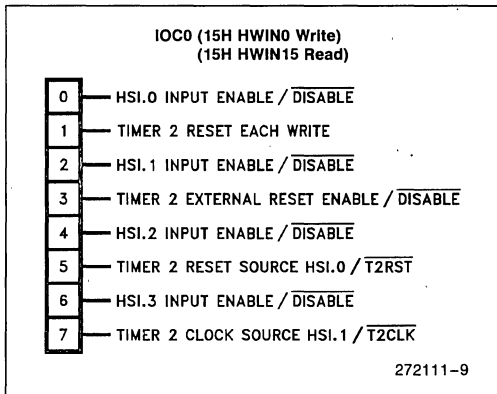 IOC0 (15H HWIN0 Write)
(15H HWIN15 Read)
0 HSI.0 INPUT ENABLE / DISABLE
1 TIMER 2 RESET EACH WRITE
2 HSI.1 INPUT ENABLE / DISABLE
3 TIMER 2 EXTERNAL RESET ENABLE / DISABLE
4 HSI.2 INPUT ENABLE / DISABLE
5 TIMER 2 RESET SOURCE HSI.0 / T2RST
6 HSI.3 INPUT ENABLE / DISABLE
7 TIMER 2 CLOCK SOURCE HSI.1 / T2CLK
272111–9